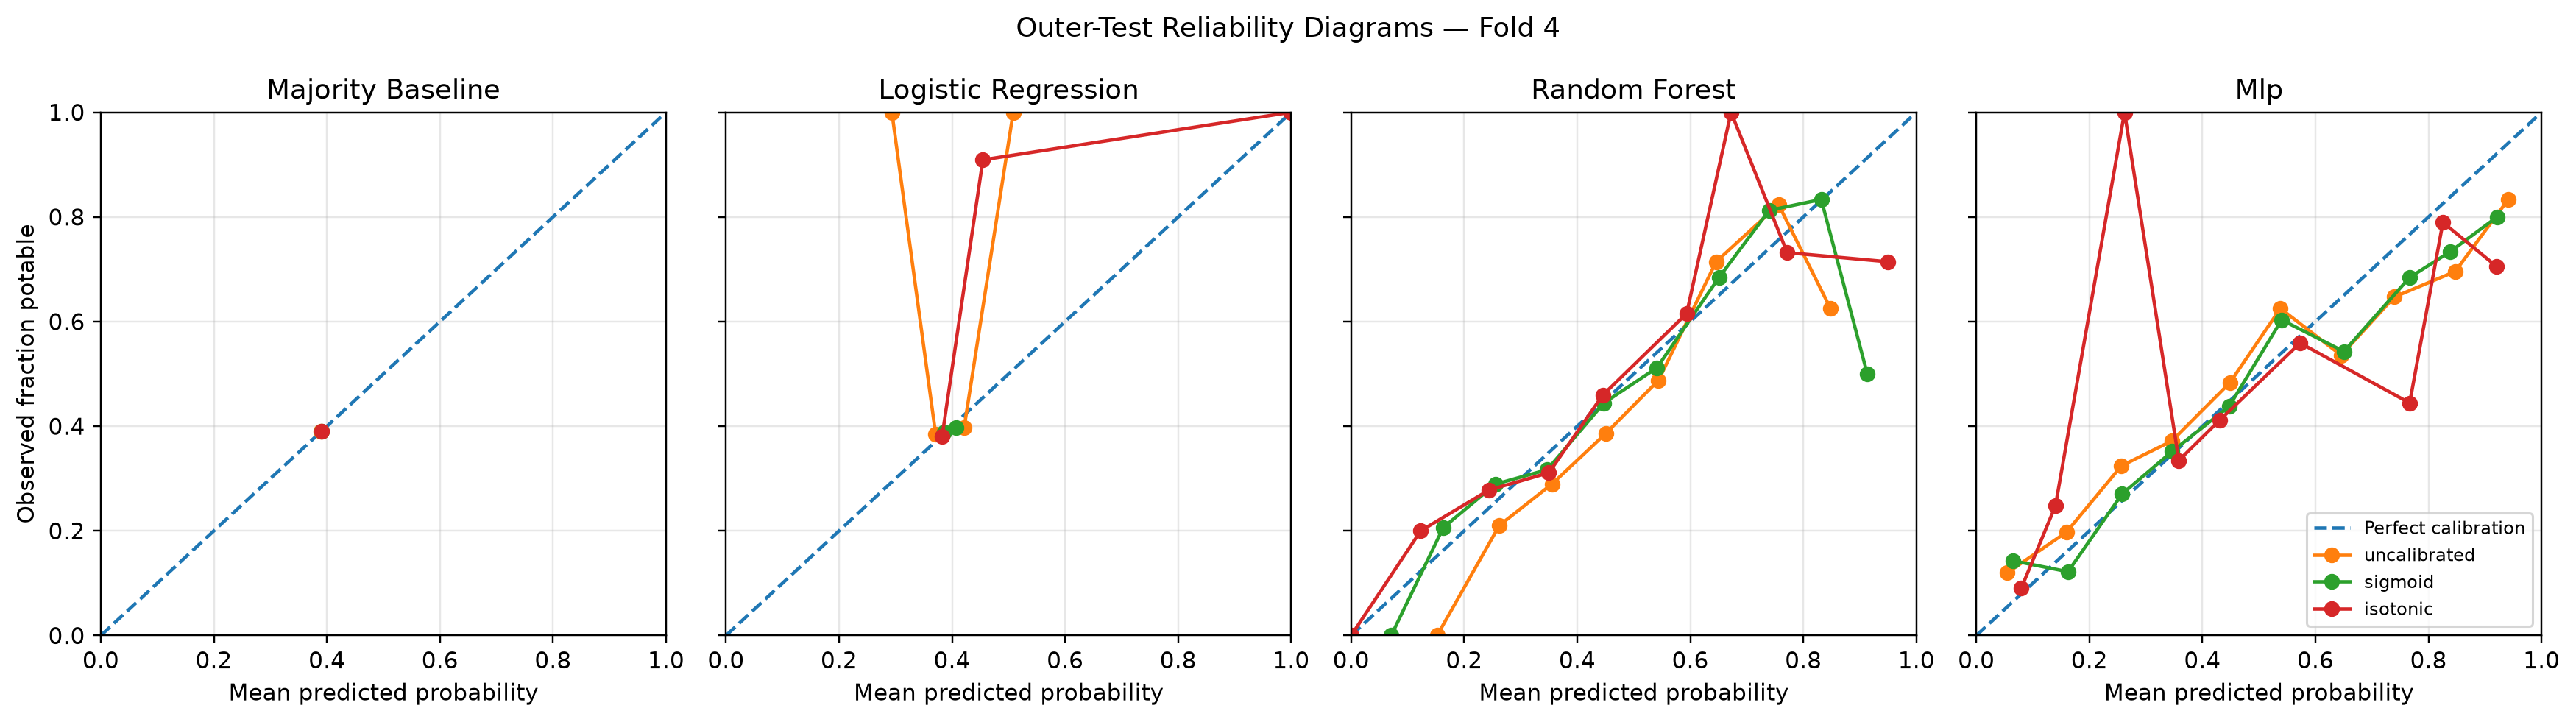 Outer-Test Reliability Diagrams — Fold 4
Majority Baseline
Observed fraction potable
1.0
0.8
0.6
0.4
0.2
0.0
0.0 0.2 0.4 0.6 0.8 1.0
Mean predicted probability
Logistic Regression
0.0 0.2 0.4 0.6 0.8 1.0
Mean predicted probability
Random Forest
0.0 0.2 0.4 0.6 0.8 1.0
Mean predicted probability
Mlp
Perfect calibration
uncalibrated
sigmoid
isotonic
0.0 0.2 0.4 0.6 0.8 1.0
Mean predicted probability